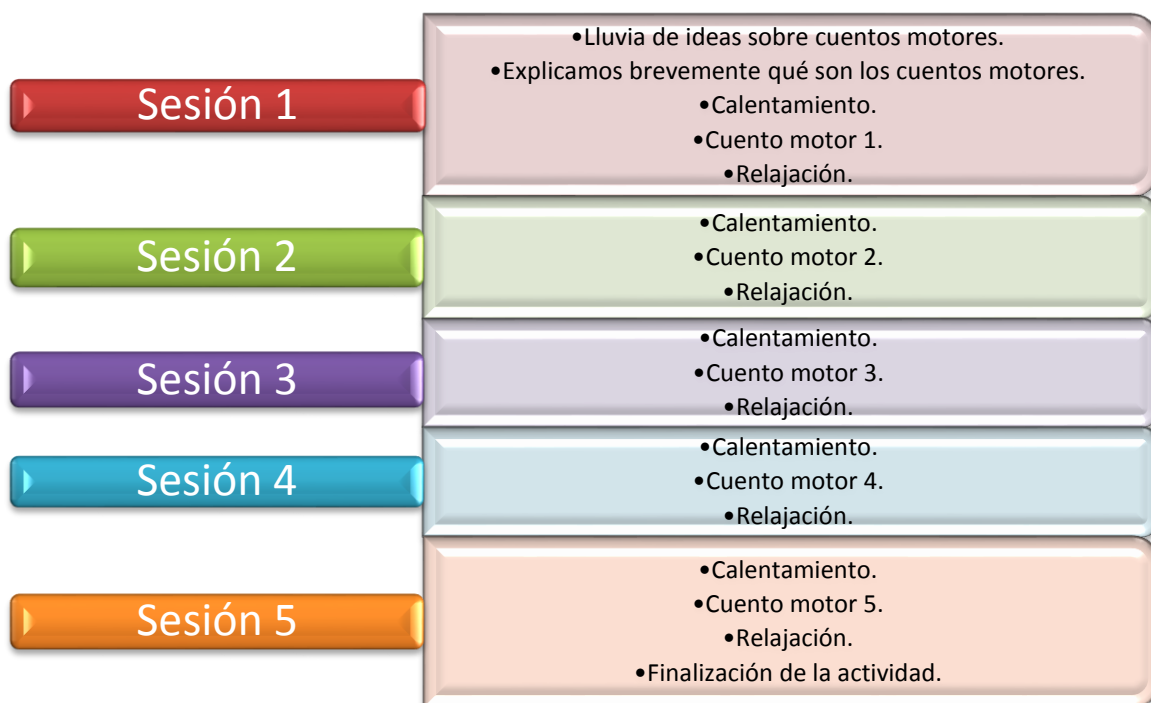 Sesión 1
•Lluvia de ideas sobre cuentos motores.
•Explicamos brevemente qué son los cuentos motores.
•Calentamiento.
•Cuento motor 1.
•Relajación.
Sesión 2
•Calentamiento.
•Cuento motor 2.
•Relajación.
Sesión 3
•Calentamiento.
•Cuento motor 3.
•Relajación.
Sesión 4
•Calentamiento.
•Cuento motor 4.
•Relajación.
Sesión 5
•Calentamiento.
•Cuento motor 5.
•Relajación.
•Finalización de la actividad.